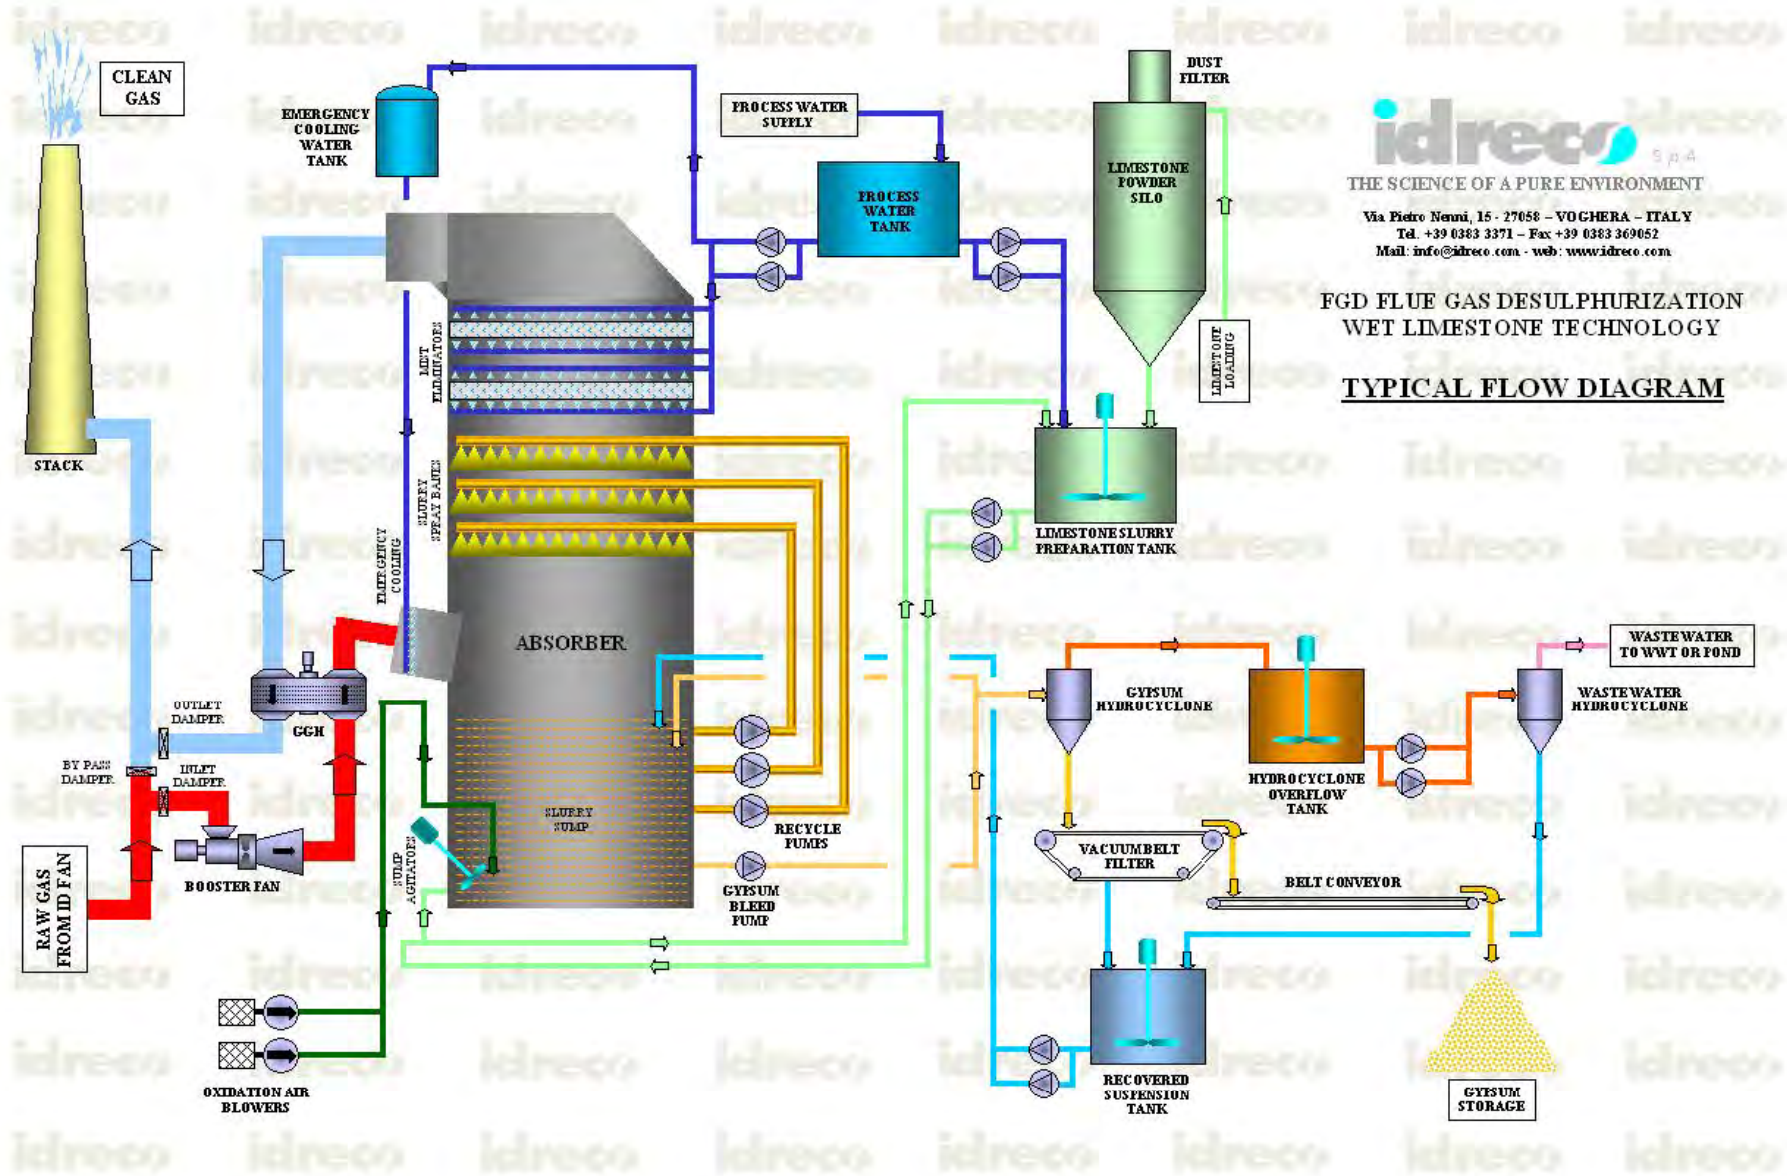 CLEAN
GAS
STACK
EMERGENCY
COOLING
WATER
TANK
PROCESS WATER
SUPPLY
PROCESS
WATER
TANK
DUST
FILTER
LIMESTONE
POWDER
SILO
LIMESTONE
LOADING
idreco
S.p.A.
THE SCIENCE OF A PURE ENVIRONMENT
Via Pietro Nenni, 15 - 27058 – VOGHERA – ITALY
Tel. +39 0383 3371 – Fax +39 0383 369052
Mail: info@idreco.com - web: www.idreco.com
FGD FLUE GAS DESULPHURIZATION
WET LIMESTONE TECHNOLOGY
TYPICAL FLOW DIAGRAM
MIST
ELIMINATORS
SLURRY
SPRAY BANKS
EMERGENCY
COOLING
LIMESTONE SLURRY
PREPARATION TANK
ABSORBER
GGH
OUTLET
DAMPER
BY PASS
DAMPER
INLET
DAMPER
BOOSTER FAN
RAW GAS
FROM ID FAN
SLURRY
SUMP
SUMP
AGITATORS
RECYCLE
PUMPS
GYPSUM
BLEED
PUMP
OXIDATION AIR
BLOWERS
GYPSUM
HYDROCYCLONE
HYDROCYCLONE
OVERFLOW
TANK
WASTE WATER
TO WWT OR POND
WASTE WATER
HYDROCYCLONE
VACUUM BELT
FILTER
BELT CONVEYOR
RECOVERED
SUSPENSION
TANK
GYPSUM
STORAGE